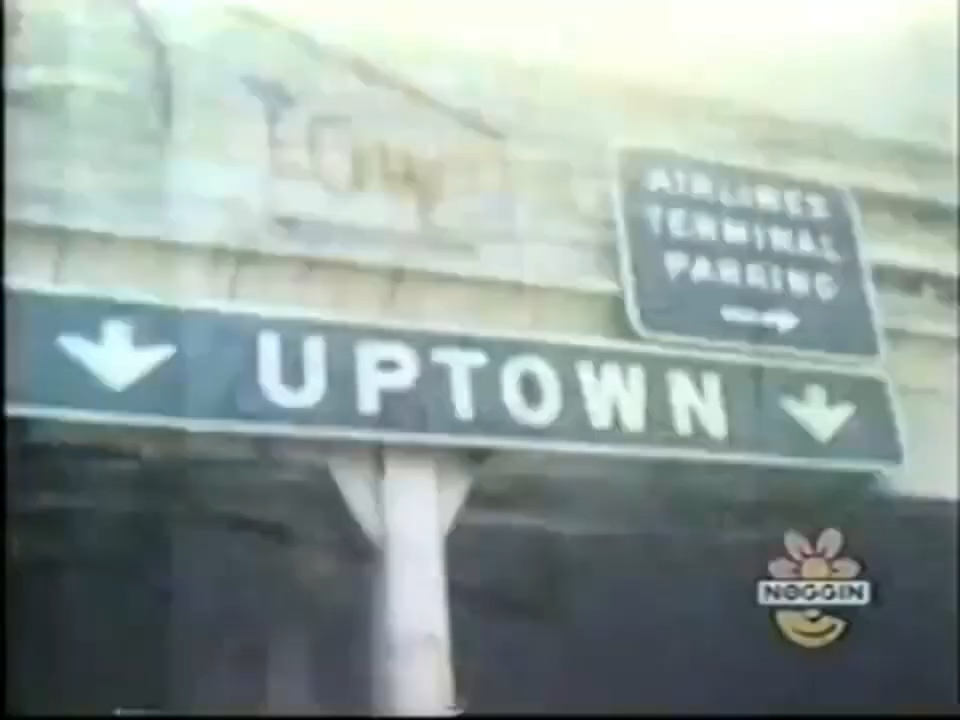 AIRLINES
TERMINAL
PARKING
UPTOWN
NOGGIN